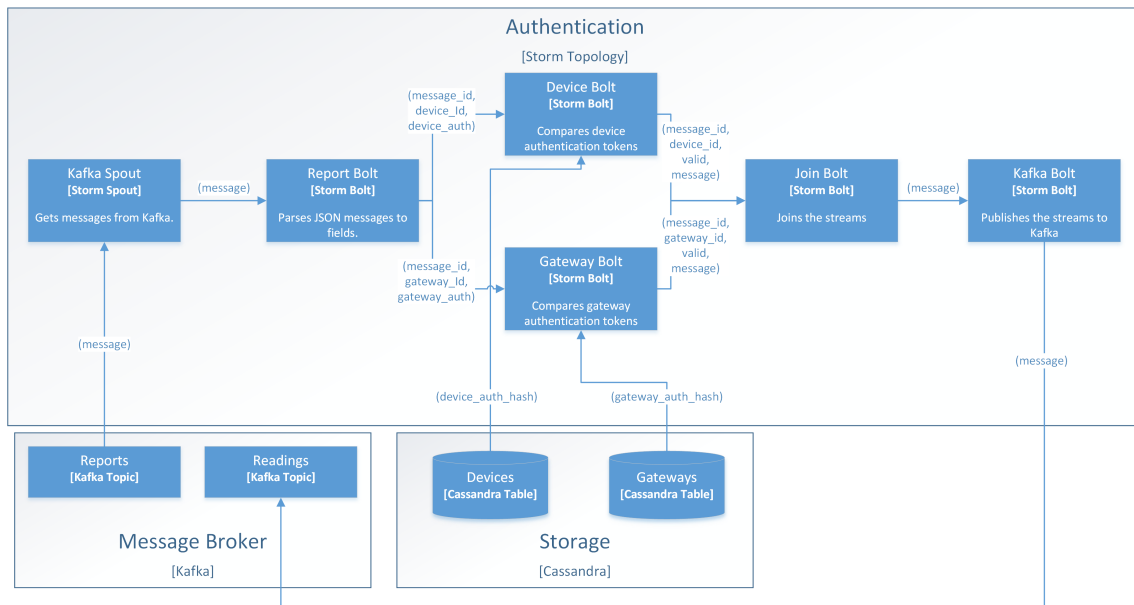 Authentication
[Storm Topology]
Kafka Spout
[Storm Spout]
Gets messages from Kafka.
(message)
Report Bolt
[Storm Bolt]
Parses JSON messages to
fields.
(message_id,
device_Id,
device_auth)
(message_id,
gateway_Id,
gateway_auth)
Device Bolt
[Storm Bolt]
Compares device
authentication tokens
Gateway Bolt
[Storm Bolt]
Compares gateway
authentication tokens
(message_id,
device_id,
valid,
message)
(message_id,
gateway_id,
valid,
message)
Join Bolt
[Storm Bolt]
Joins the streams
(message)
Kafka Bolt
[Storm Bolt]
Publishes the streams to
Kafka
(message)
(device_auth_hash)
(gateway_auth_hash)
(message)
Reports
[Kafka Topic]
Readings
[Kafka Topic]
Message Broker
[Kafka]
Devices
[Cassandra Table]
Gateways
[Cassandra Table]
Storage
[Cassandra]